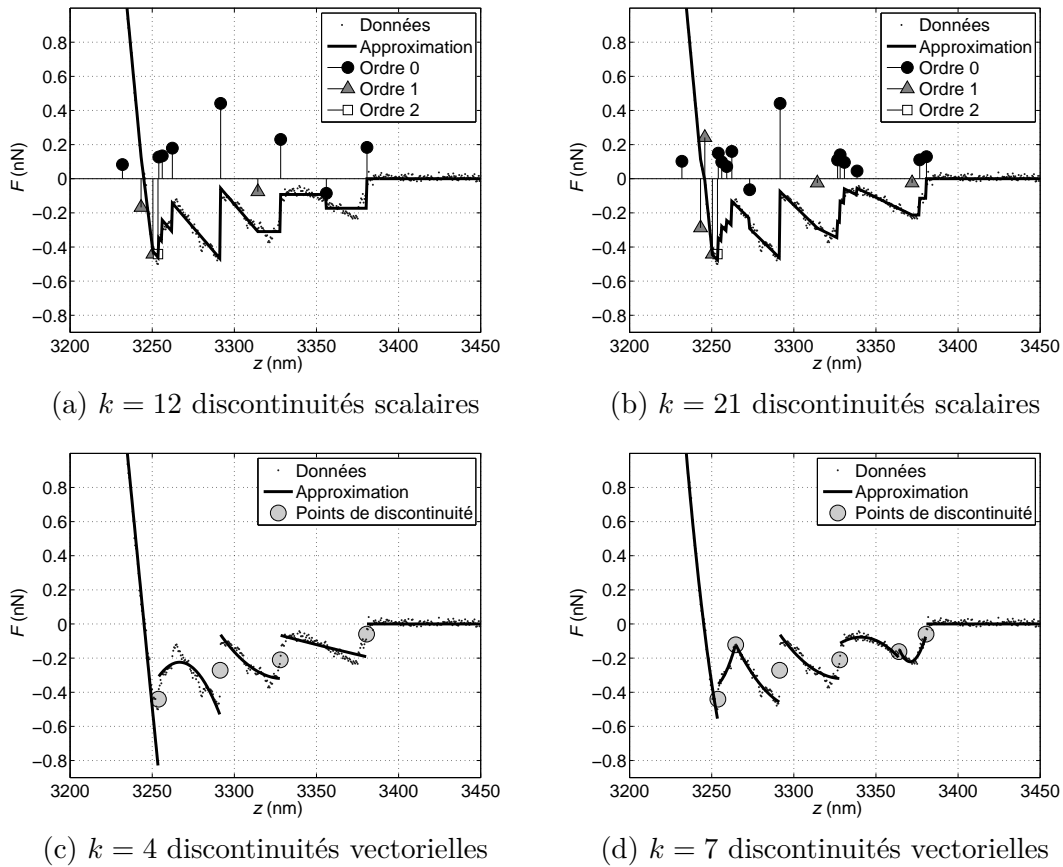 Données
Approximation
Ordre 0
Ordre 1
Ordre 2
0.8
0.6
0.4
0.2
0
−0.2
−0.4
−0.6
−0.8
F (nN)
3200 3250 3300 3350 3400 3450
z (nm)
(a) k = 12 discontinuités scalaires
Données
Approximation
Ordre 0
Ordre 1
Ordre 2
0.8
0.6
0.4
0.2
0
−0.2
−0.4
−0.6
−0.8
F (nN)
3200 3250 3300 3350 3400 3450
z (nm)
(b) k = 21 discontinuités scalaires
Données
Approximation
Points de discontinuité
0.8
0.6
0.4
0.2
0
−0.2
−0.4
−0.6
−0.8
F (nN)
3200 3250 3300 3350 3400 3450
z (nm)
(c) k = 4 discontinuités vectorielles
Données
Approximation
Points de discontinuité
0.8
0.6
0.4
0.2
0
−0.2
−0.4
−0.6
−0.8
F (nN)
3200 3250 3300 3350 3400 3450
z (nm)
(d) k = 7 discontinuités vectorielles